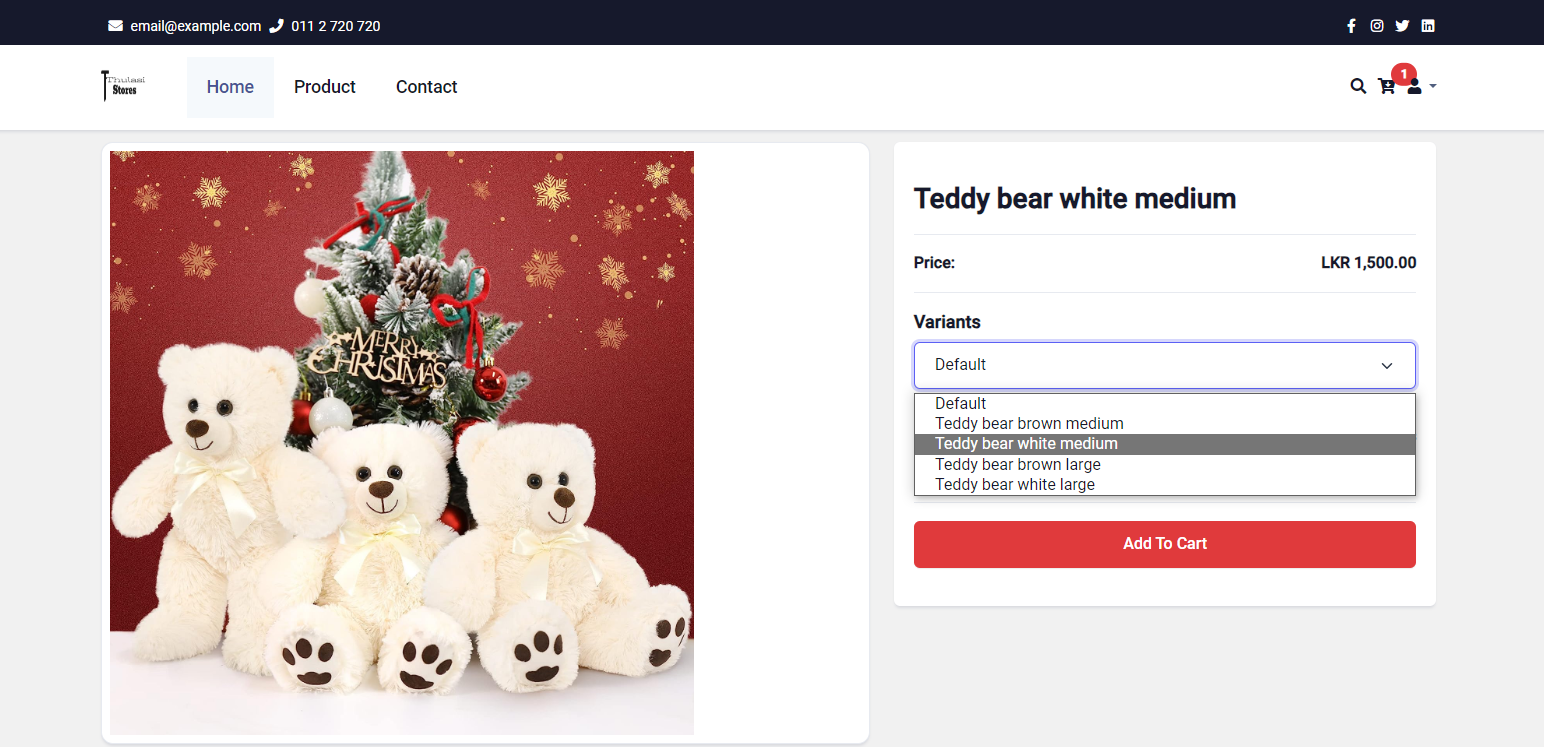 email@example.com 011 2 720 720
Thulasi
Stores
Home Product Contact
1
MERRY
CHRISTMAS
Teddy bear white medium
Price: LKR 1,500.00
Variants
Default
Default
Teddy bear brown medium
Teddy bear white medium
Teddy bear brown large
Teddy bear white large
Add To Cart